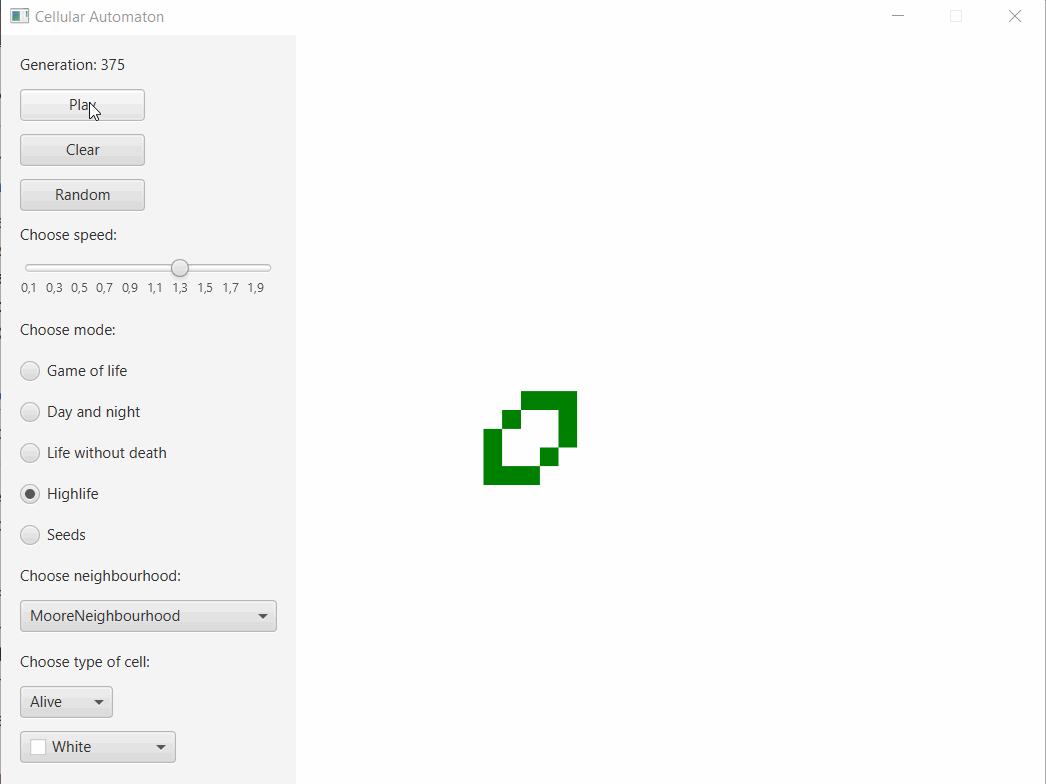 Cellular Automaton
Generation: 375
Play
Clear
Random
Choose speed:
0,1 0,3 0,5 0,7 0,9 1,1 1,3 1,5 1,7 1,9
Choose mode:
Game of life
Day and night
Life without death
Highlife
Seeds
Choose neighbourhood:
MooreNeighbourhood
Choose type of cell:
Alive
White